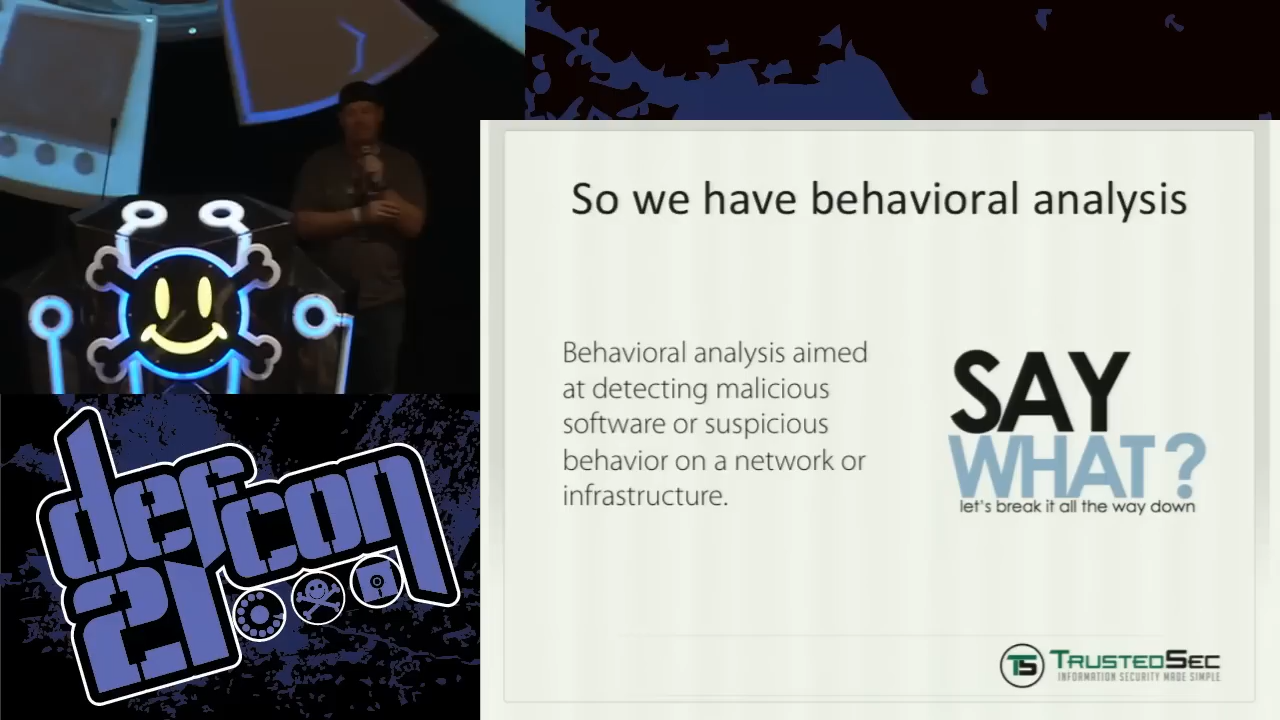 So we have behavioral analysis
Behavioral analysis aimed
at detecting malicious
software or suspicious
behavior on a network or
infrastructure.
SAY
WHAT?
let's break it all the way down
TS TRUSTEDSEC
INFORMATION SECURITY MADE SIMPLE
defcon
21